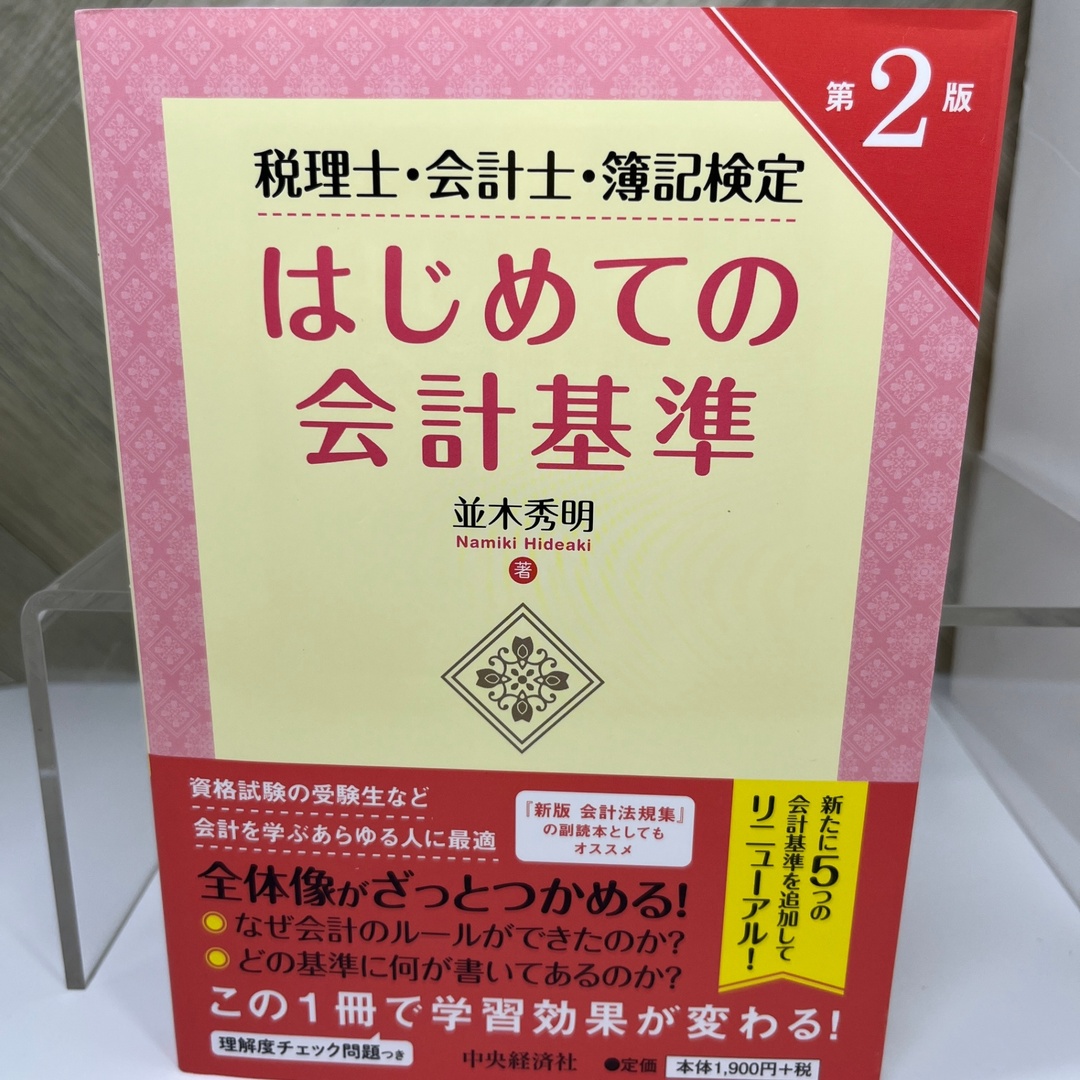 第2版
税理士・会計士・簿記検定
はじめての
会計基準
並木秀明
Namiki Hideaki
著
資格試験の受験生など
会計を学ぶあらゆる人に最適
『新版 会計法規集』
の副読本としても
オススメ
新たに5つの
会計基準を追加して
リニューアル!
全体像がざっとつかめる!
なぜ会計のルールができたのか?
どの基準に何が書いてあるのか?
この1冊で学習効果が変わる!
理解度チェック問題つき
中央経済社
●定価 本体1,900円+税